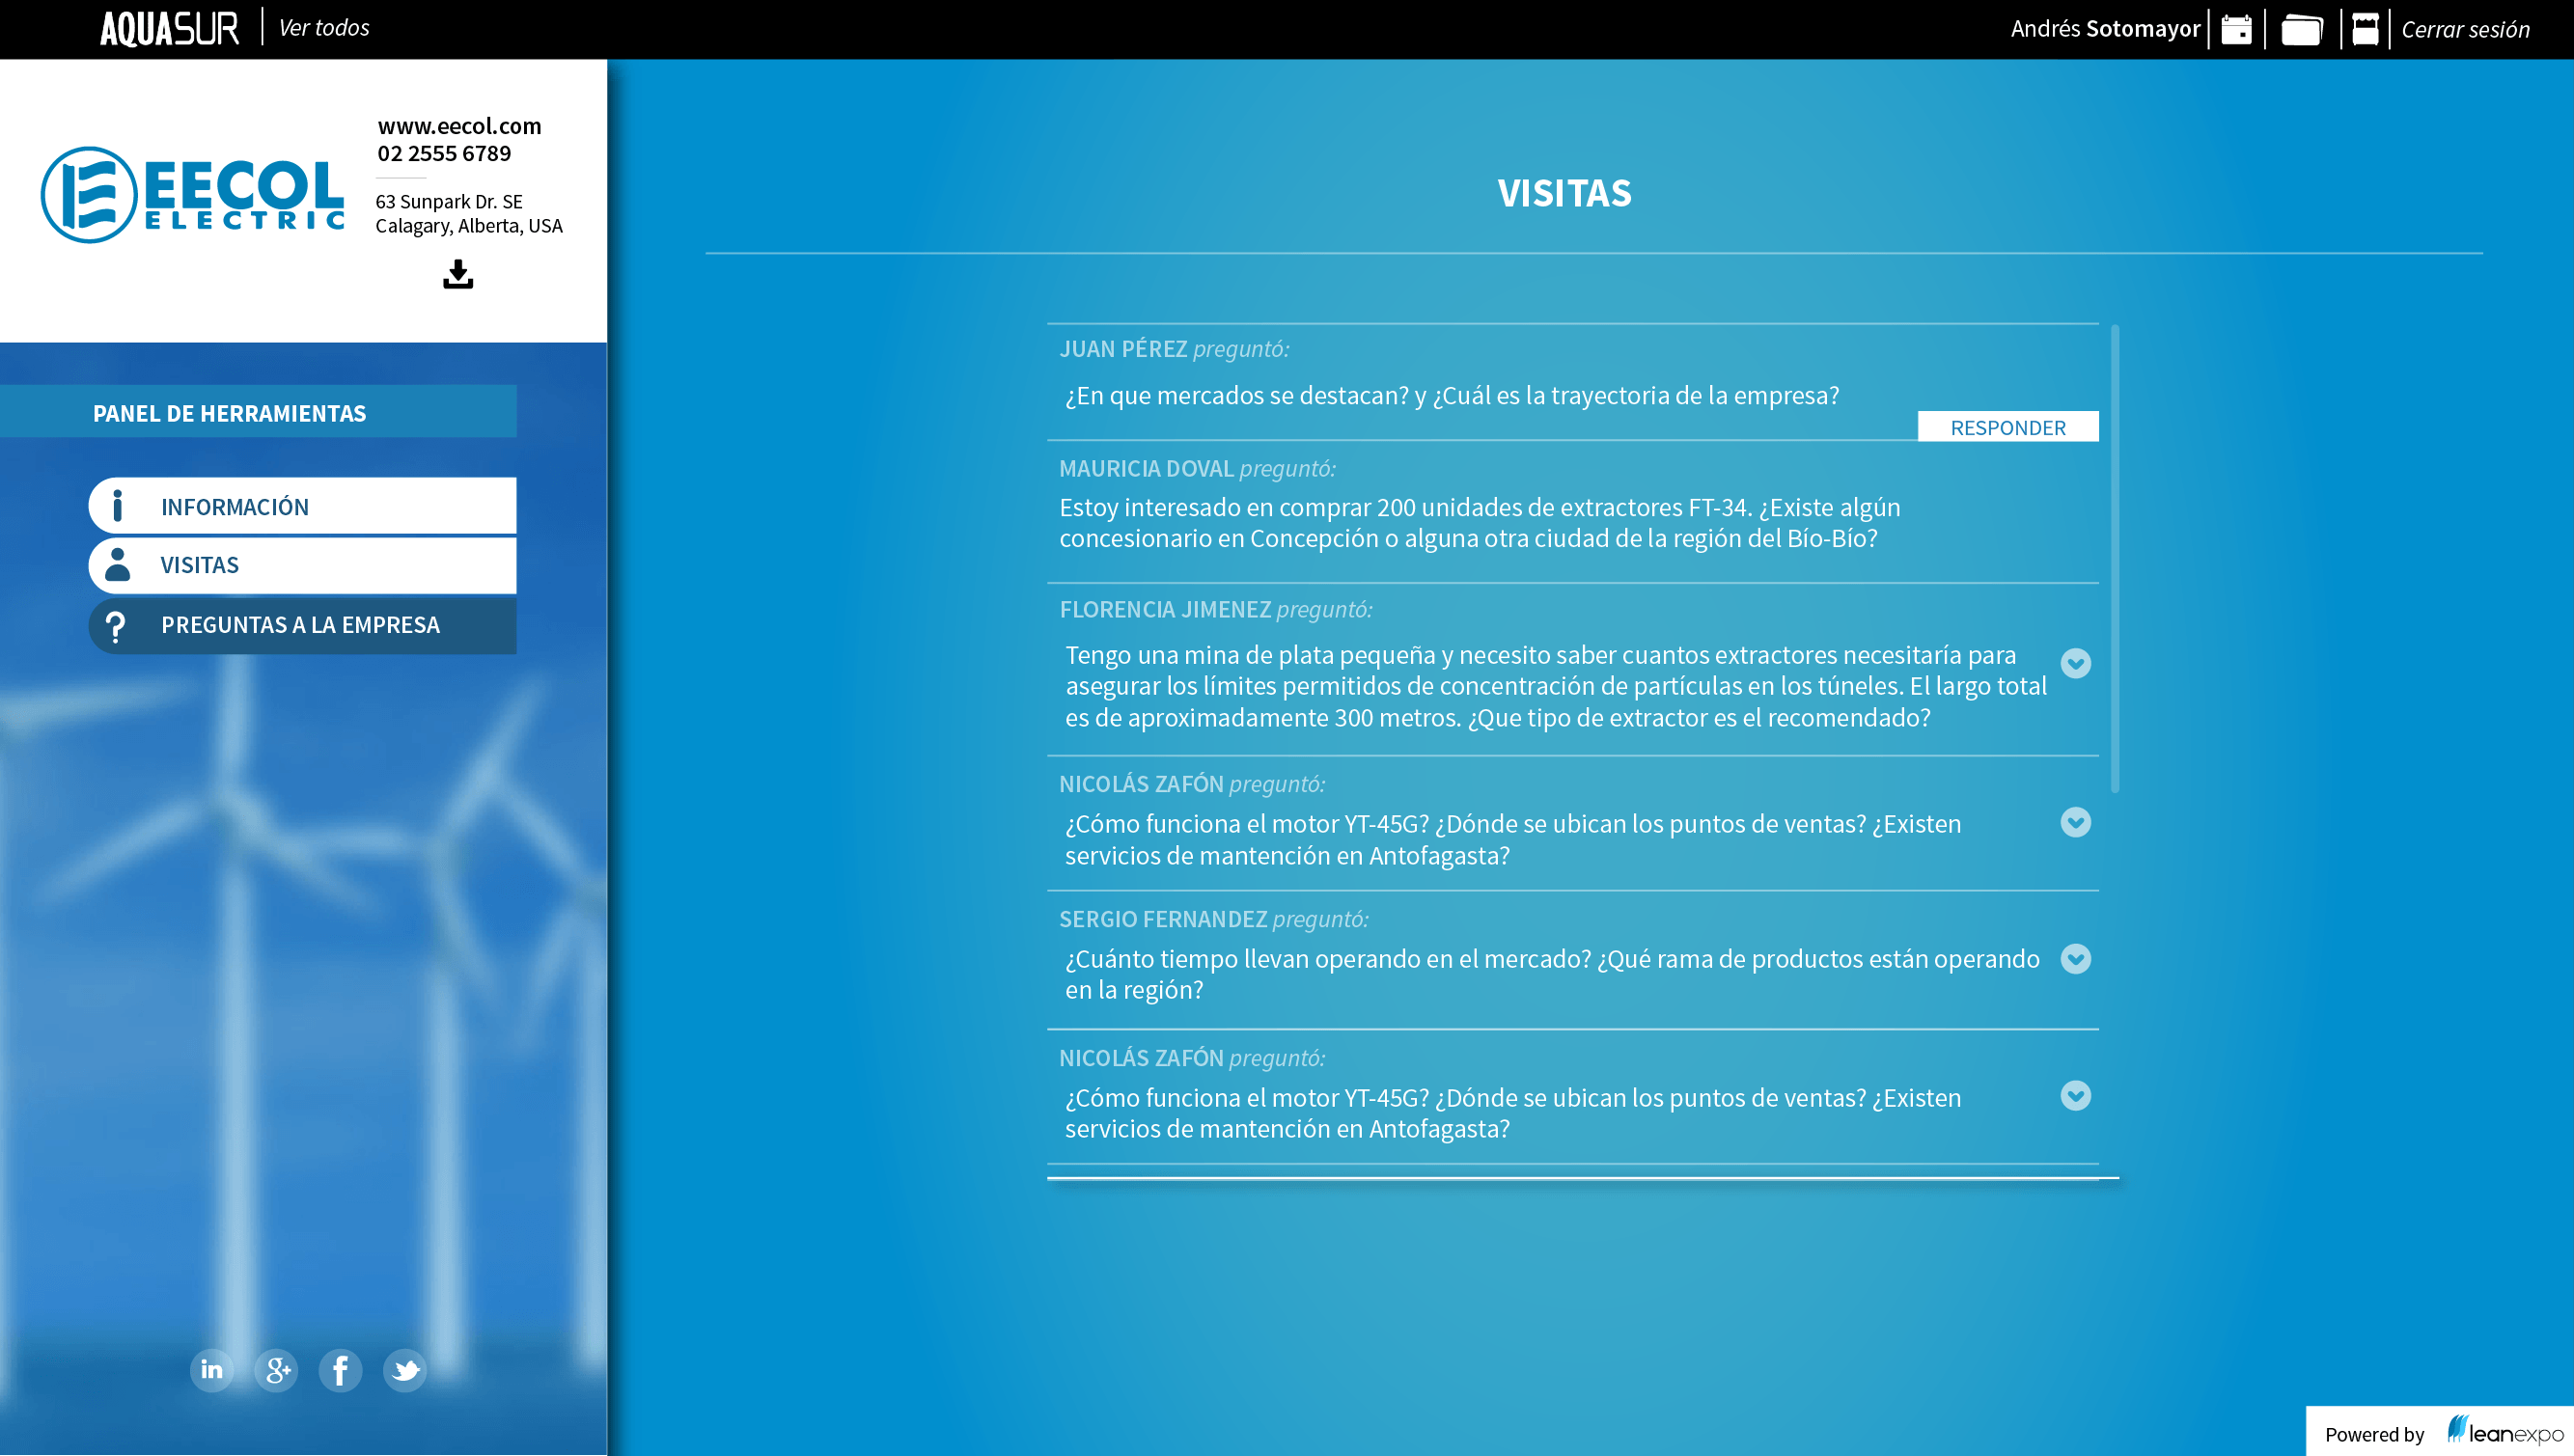 AQUASUR
Ver todos
Andrés Sotomayor
Cerrar sesión
EECOL
ELECTRIC
www.eecol.com
02 2555 6789
63 Sunpark Dr. SE
Calagary, Alberta, USA
PANEL DE HERRAMIENTAS
INFORMACIÓN
VISITAS
PREGUNTAS A LA EMPRESA
VISITAS
JUAN PÉREZ preguntó:
¿En que mercados se destacan? y ¿Cuál es la trayectoria de la empresa?
RESPONDER
MAURICIA DOVAL preguntó:
Estoy interesado en comprar 200 unidades de extractores FT-34. ¿Existe algún
concesionario en Concepción o alguna otra ciudad de la región del Bío-Bío?
FLORENCIA JIMENEZ preguntó:
Tengo una mina de plata pequeña y necesito saber cuantos extractores necesitaría para
asegurar los límites permitidos de concentración de partículas en los túneles. El largo total
es de aproximadamente 300 metros. ¿Que tipo de extractor es el recomendado?
NICOLÁS ZAFÓN preguntó:
¿Cómo funciona el motor YT-45G? ¿Dónde se ubican los puntos de ventas? ¿Existen
servicios de mantención en Antofagasta?
SERGIO FERNANDEZ preguntó:
¿Cuánto tiempo llevan operando en el mercado? ¿Qué rama de productos están operando
en la región?
NICOLÁS ZAFÓN preguntó:
¿Cómo funciona el motor YT-45G? ¿Dónde se ubican los puntos de ventas? ¿Existen
servicios de mantención en Antofagasta?
in g+ f
Powered by leanexpo